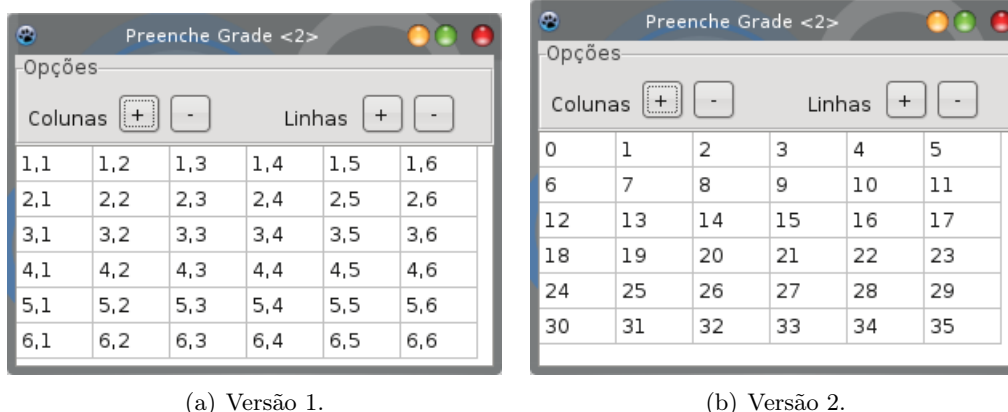 Preenche Grade <2>
Opções
Colunas + - Linhas + -
1,1 1,2 1,3 1,4 1,5 1,6
2,1 2,2 2,3 2,4 2,5 2,6
3,1 3,2 3,3 3,4 3,5 3,6
4,1 4,2 4,3 4,4 4,5 4,6
5,1 5,2 5,3 5,4 5,5 5,6
6,1 6,2 6,3 6,4 6,5 6,6
(a) Versão 1.
Preenche Grade <2>
Opções
Colunas + - Linhas + -
0 1 2 3 4 5
6 7 8 9 10 11
12 13 14 15 16 17
18 19 20 21 22 23
24 25 26 27 28 29
30 31 32 33 34 35
(b) Versão 2.